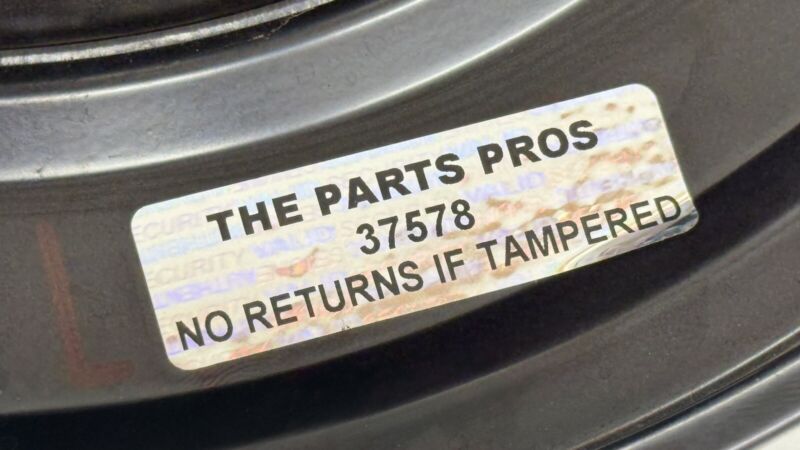 THE PARTS PROS
37578
NO RETURNS IF TAMPERED
L